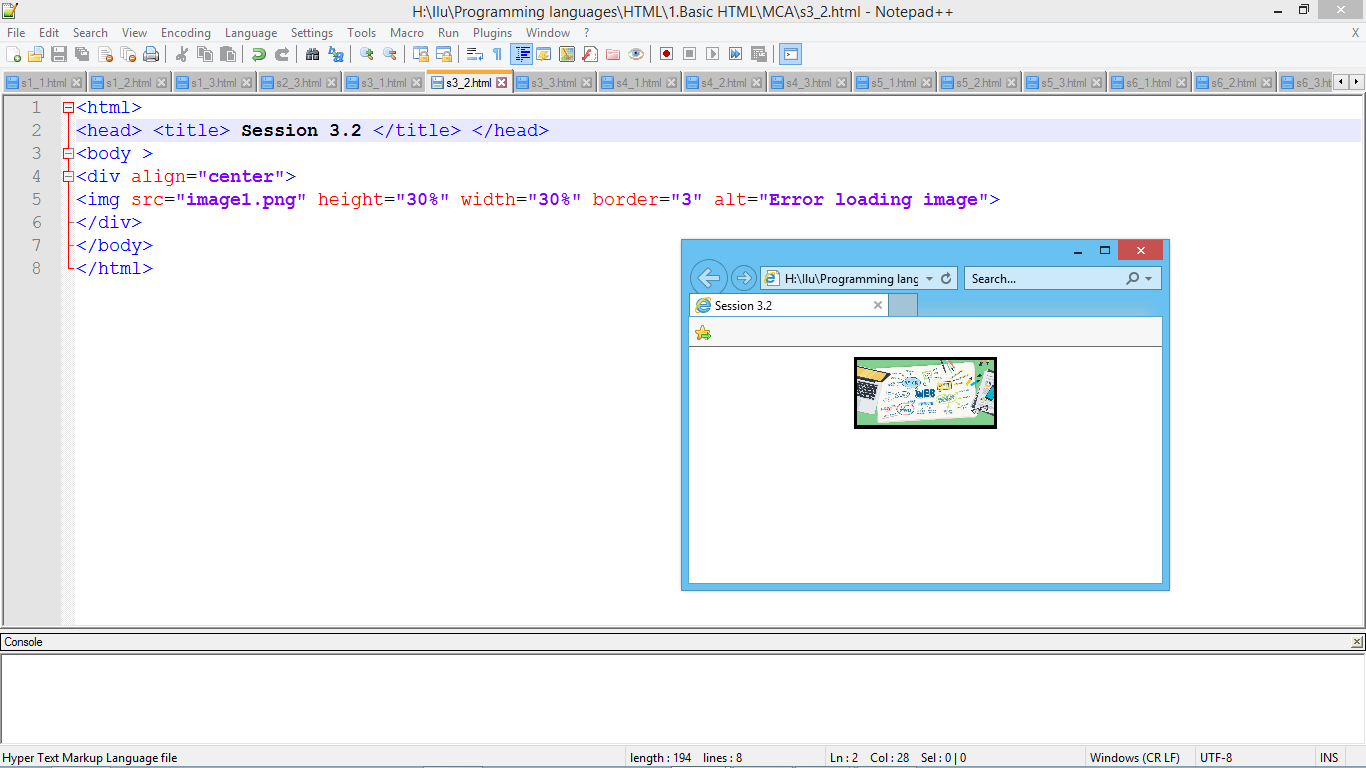 H:\Ilu\Programming languages\HTML\1.Basic HTML\MCA\s3_2.html - Notepad++
File Edit Search View Encoding Language Settings Tools Macro Run Plugins Window ? X
s1_1.html s1_2.html s1_3.html s2_3.html s3_1.html s3_2.html s3_3.html s4_1.html s4_2.html s4_3.html s5_1.html s5_2.html s5_3.html s6_1.html s6_2.html s6_3.ht
1 <html>
2 <head> <title> Session 3.2 </title> </head>
3 <body >
4 <div align="center">
5 <img src="image1.png" height="30%" width="30%" border="3" alt="Error loading image">
6 </div>
7 </body>
8 </html>
H:\Ilu\Programming lang Search...
Session 3.2
WEB
Console
Hyper Text Markup Language file length : 194 lines : 8 Ln : 2 Col : 28 Sel : 0 | 0 Windows (CR LF) UTF-8 INS